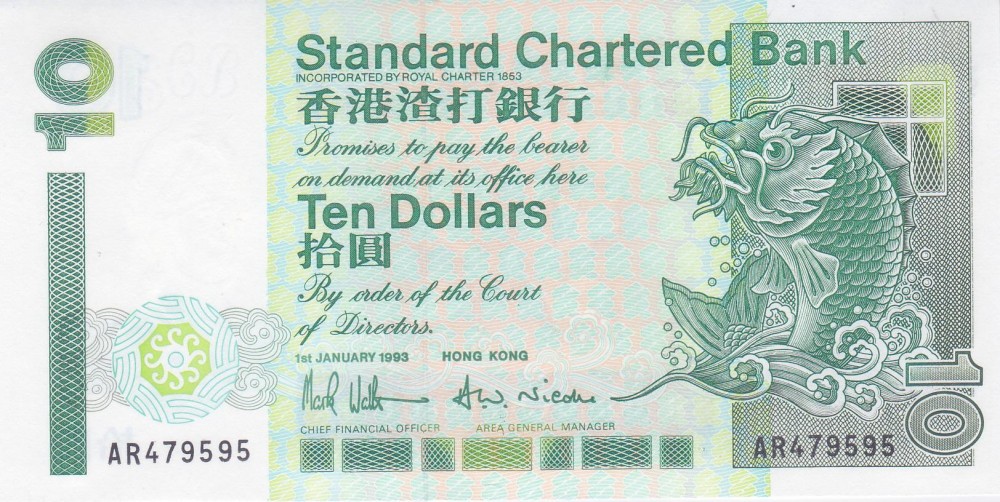 10
Standard Chartered Bank
INCORPORATED BY ROYAL CHARTER 1853
香港渣打銀行
Promises to pay the bearer
on demand at its office here
Ten Dollars
拾圓
By order of the Court
of Directors.
1st JANUARY 1993 HONG KONG
CHIEF FINANCIAL OFFICER AREA GENERAL MANAGER
AR479595 AR479595
10